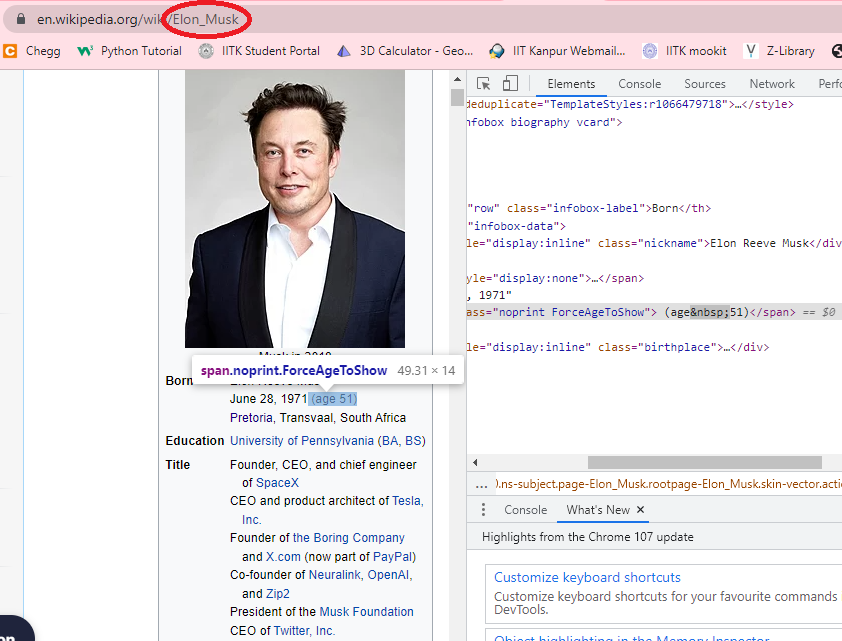 en.wikipedia.org/wiki/Elon_Musk
Chegg Python Tutorial IITK Student Portal 3D Calculator - Geo... IIT Kanpur Webmail... IITK mookit Z-Library
Elements Console Sources Network Perf
deduplicate="TemplateStyles:r1066479718">…</style>
nfobox biography vcard">
"row" class="infobox-label">Born</th>
"infobox-data">
le="display:inline" class="nickname">Elon Reeve Musk</div
yle="display:none">…</span>
, 1971"
ass="noprint ForceAgeToShow"> (age&nbsp;51)</span> == $0
le="display:inline" class="birthplace">…</div>
span.noprint.ForceAgeToShow 49.31 × 14
Born
June 28, 1971 (age 51)
Pretoria, Transvaal, South Africa
Education University of Pennsylvania (BA, BS)
Title Founder, CEO, and chief engineer
of SpaceX
CEO and product architect of Tesla,
Inc.
Founder of the Boring Company
and X.com (now part of PayPal)
Co-founder of Neuralink, OpenAI,
and Zip2
President of the Musk Foundation
CEO of Twitter, Inc.
... .ns-subject.page-Elon_Musk.rootpage-Elon_Musk.skin-vector.actio
Console What's New ×
Highlights from the Chrome 107 update
Customize keyboard shortcuts
Customize keyboard shortcuts for your favourite commands
DevTools.
Object highlighting in the Memory Inspector